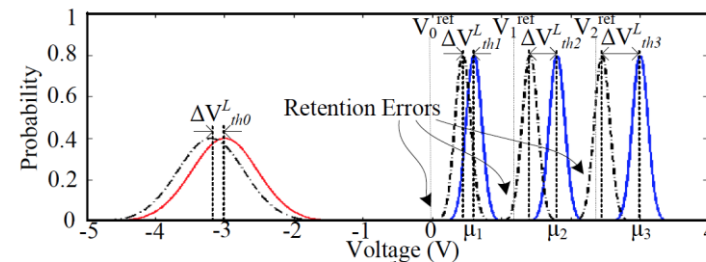 V₀ʳᵉᶠ V₁ʳᵉᶠ V₂ʳᵉᶠ
ΔVᴸth1 ΔVᴸth2 ΔVᴸth3
Retention Errors
ΔVᴸth0
Probability
1
0.8
0.6
0.4
0.2
0
-5 -4 -3 -2 -1 0 μ₁ μ₂ μ₃ 4
Voltage (V)